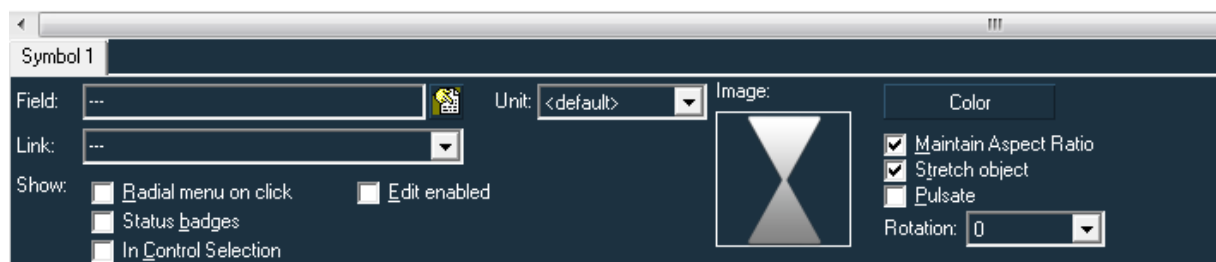 Symbol 1
Field: --- Unit: <default> Image: Color
Link: --- Maintain Aspect Ratio
Stretch object
Show: Radial menu on click Edit enabled Pulsate
Status badges Rotation: 0
In Control Selection